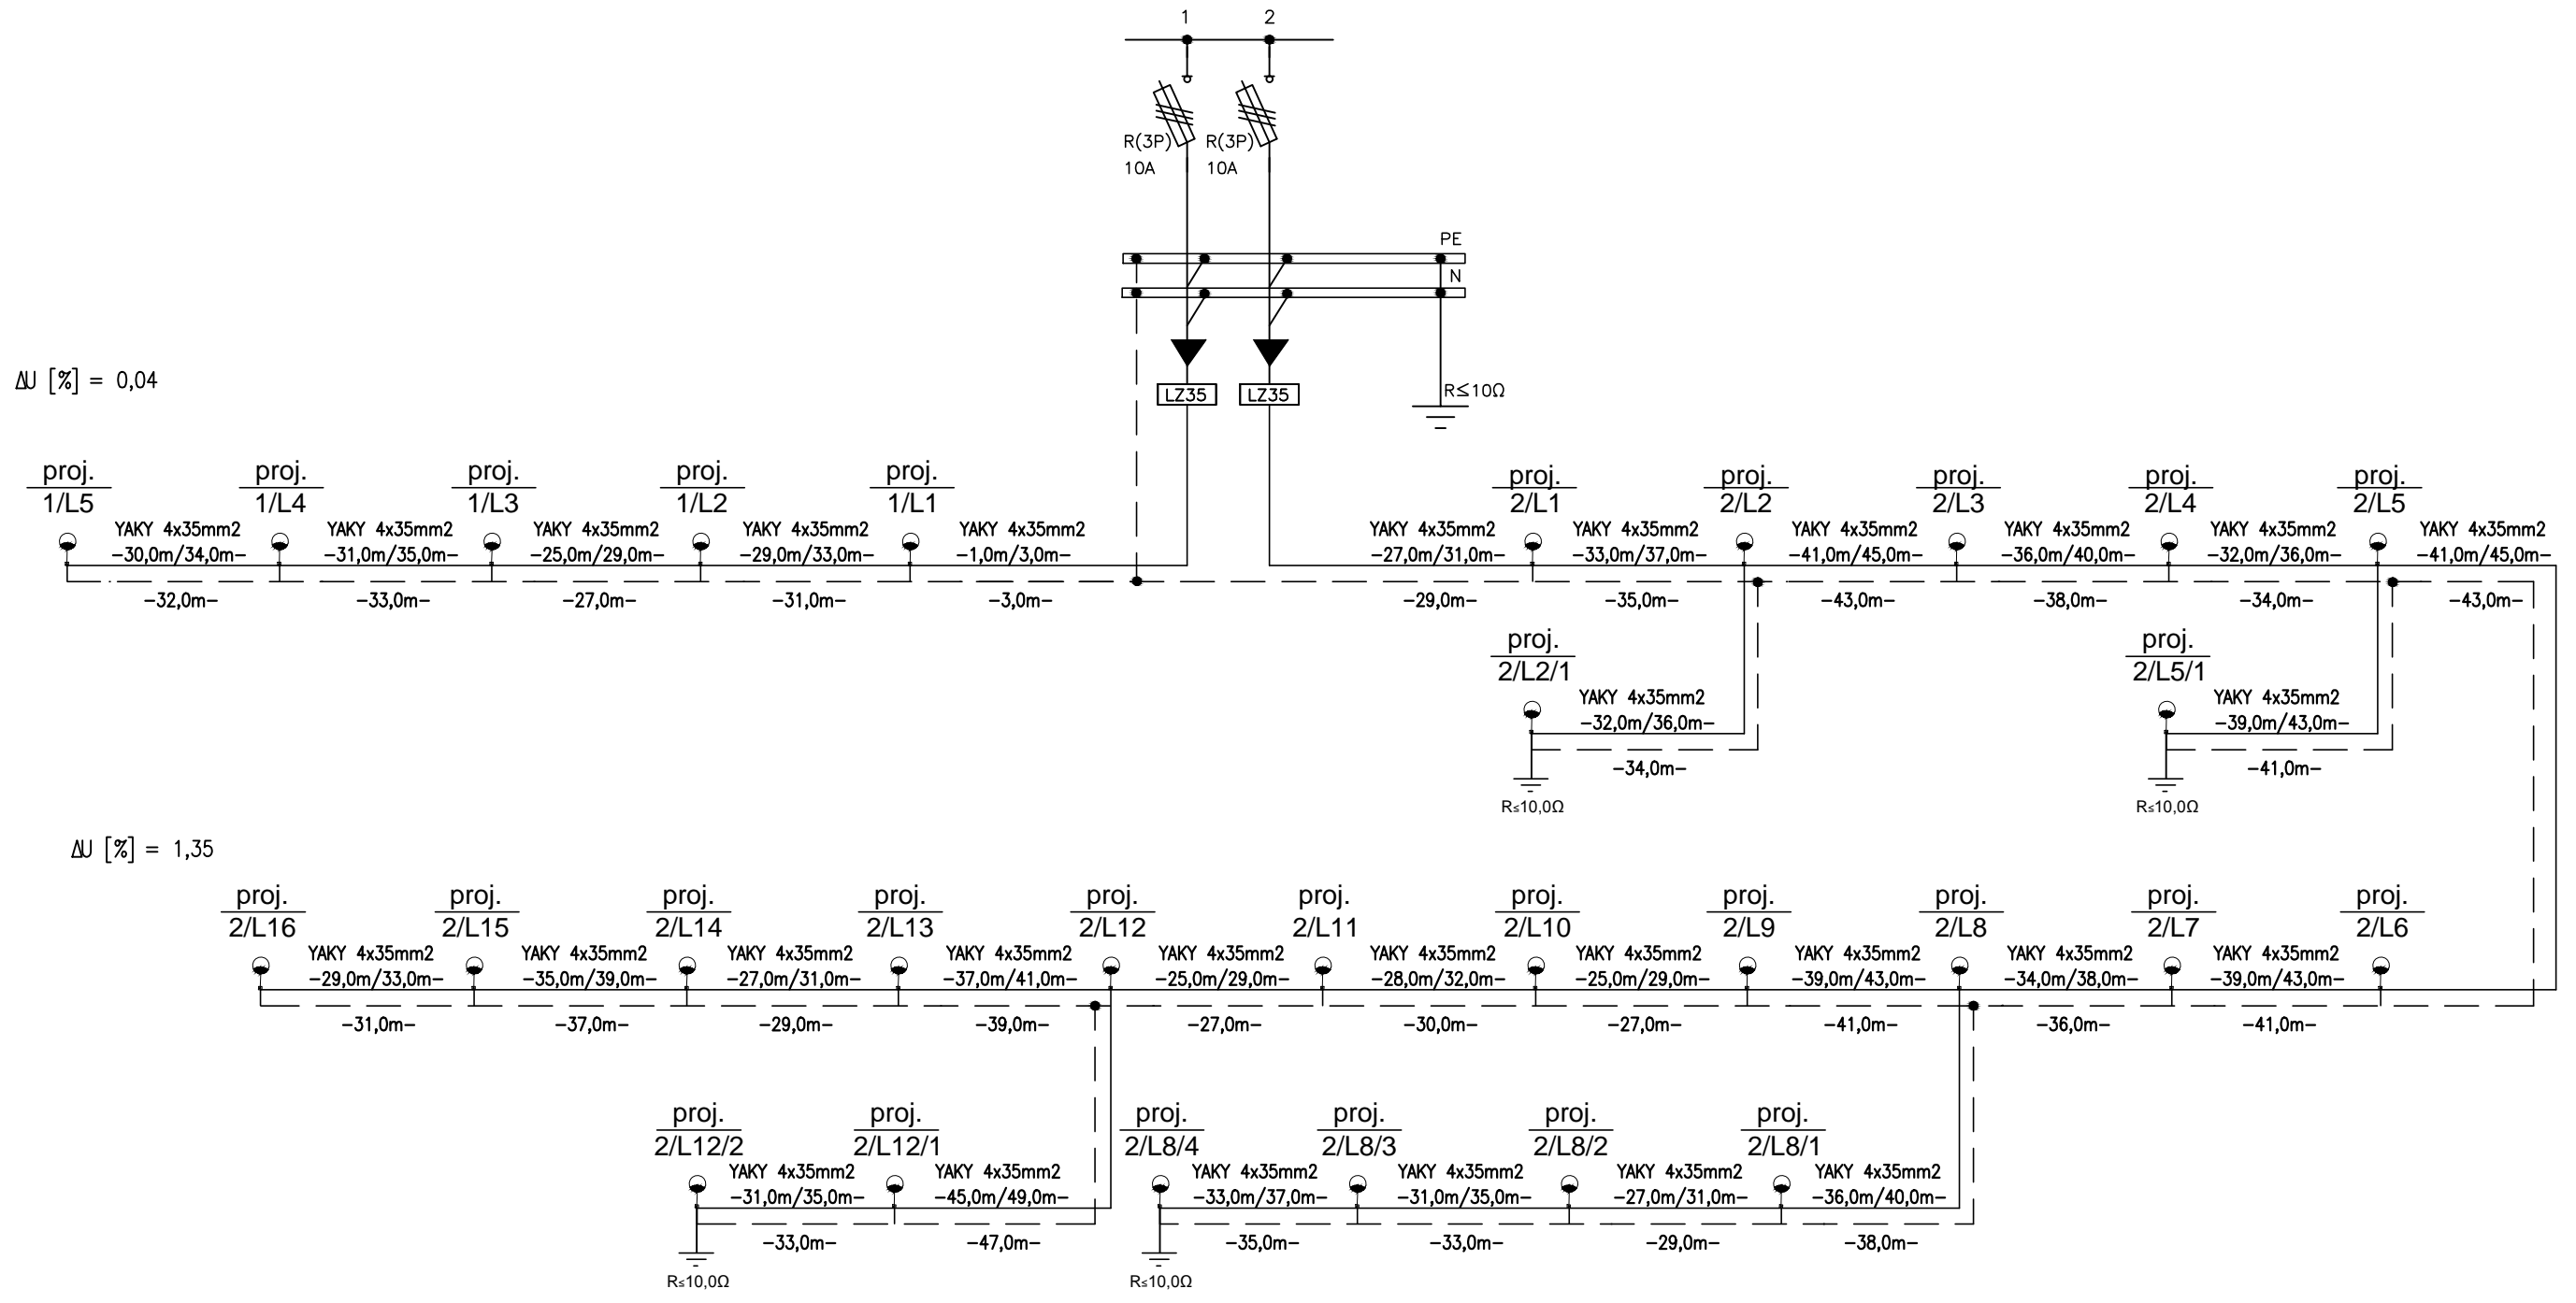 1 2
R(3P) R(3P)
10A 10A
PE
N
LZ35 LZ35 R≤10Ω
ΔU [%] = 0,04
proj. proj. proj. proj. proj.
1/L5 1/L4 1/L3 1/L2 1/L1
YAKY 4x35mm2 YAKY 4x35mm2 YAKY 4x35mm2 YAKY 4x35mm2 YAKY 4x35mm2
-30,0m/34,0m- -31,0m/35,0m- -25,0m/29,0m- -29,0m/33,0m- -1,0m/3,0m-
-32,0m- -33,0m- -27,0m- -31,0m- -3,0m-
proj. proj. proj. proj. proj.
2/L1 2/L2 2/L3 2/L4 2/L5
YAKY 4x35mm2 YAKY 4x35mm2 YAKY 4x35mm2 YAKY 4x35mm2 YAKY 4x35mm2 YAKY 4x35mm2
-27,0m/31,0m- -33,0m/37,0m- -41,0m/45,0m- -36,0m/40,0m- -32,0m/36,0m- -41,0m/45,0m-
-29,0m- -35,0m- -43,0m- -38,0m- -34,0m- -43,0m-
proj. proj.
2/L2/1 2/L5/1
YAKY 4x35mm2 YAKY 4x35mm2
-32,0m/36,0m- -39,0m/43,0m-
-34,0m- -41,0m-
R≤10,0Ω R≤10,0Ω
ΔU [%] = 1,35
proj. proj. proj. proj. proj. proj. proj. proj. proj. proj. proj.
2/L16 2/L15 2/L14 2/L13 2/L12 2/L11 2/L10 2/L9 2/L8 2/L7 2/L6
YAKY 4x35mm2 YAKY 4x35mm2 YAKY 4x35mm2 YAKY 4x35mm2 YAKY 4x35mm2 YAKY 4x35mm2 YAKY 4x35mm2 YAKY 4x35mm2 YAKY 4x35mm2 YAKY 4x35mm2
-29,0m/33,0m- -35,0m/39,0m- -27,0m/31,0m- -37,0m/41,0m- -25,0m/29,0m- -28,0m/32,0m- -25,0m/29,0m- -39,0m/43,0m- -34,0m/38,0m- -39,0m/43,0m-
-31,0m- -37,0m- -29,0m- -39,0m- -27,0m- -30,0m- -27,0m- -41,0m- -36,0m- -41,0m-
proj. proj. proj. proj. proj. proj.
2/L12/2 2/L12/1 2/L8/4 2/L8/3 2/L8/2 2/L8/1
YAKY 4x35mm2 YAKY 4x35mm2 YAKY 4x35mm2 YAKY 4x35mm2 YAKY 4x35mm2 YAKY 4x35mm2
-31,0m/35,0m- -45,0m/49,0m- -33,0m/37,0m- -31,0m/35,0m- -27,0m/31,0m- -36,0m/40,0m-
-33,0m- -47,0m- -35,0m- -33,0m- -29,0m- -38,0m-
R≤10,0Ω R≤10,0Ω